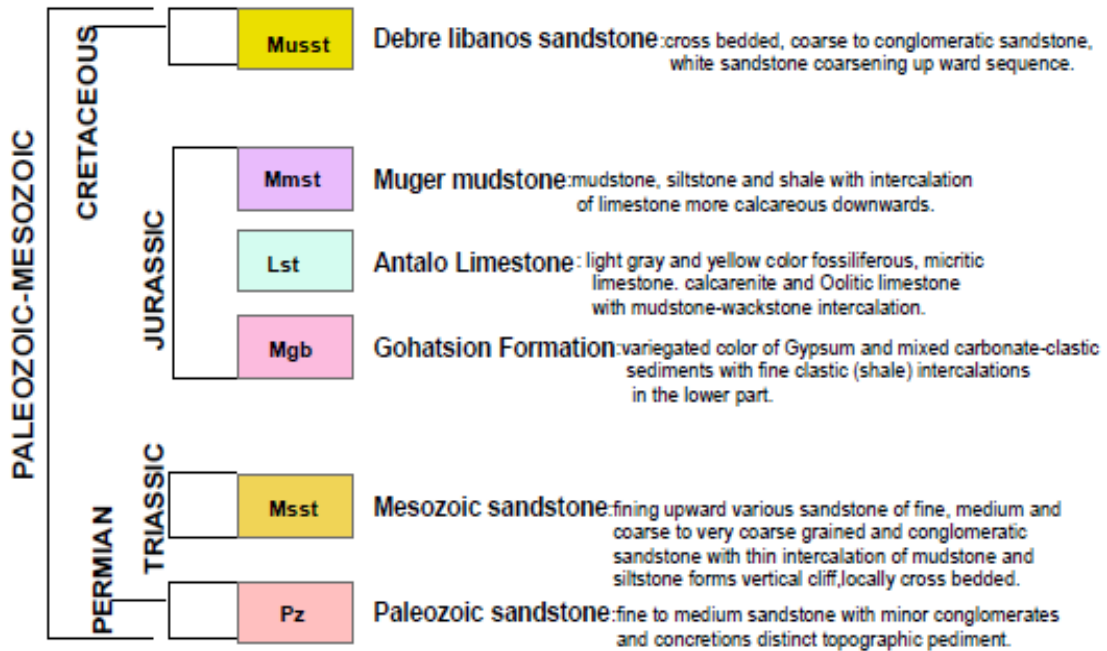 PALEOZOIC-MESOZOIC
CRETACEOUS
Musst
Debre libanos sandstone:cross bedded, coarse to conglomeratic sandstone,
white sandstone coarsening up ward sequence.
JURASSIC
Mmst
Muger mudstone:mudstone, siltstone and shale with intercalation
of limestone more calcareous downwards.
Lst
Antalo Limestone: light gray and yellow color fossiliferous, micritic
limestone. calcarenite and Oolitic limestone
with mudstone-wackstone intercalation.
Mgb
Gohatsion Formation:variegated color of Gypsum and mixed carbonate-clastic
sediments with fine clastic (shale) intercalations
in the lower part.
TRIASSIC
Msst
Mesozoic sandstone:fining upward various sandstone of fine, medium and
coarse to very coarse grained and conglomeratic
sandstone with thin intercalation of mudstone and
siltstone forms vertical cliff,locally cross bedded.
PERMIAN
Pz
Paleozoic sandstone:fine to medium sandstone with minor conglomerates
and concretions distinct topographic pediment.